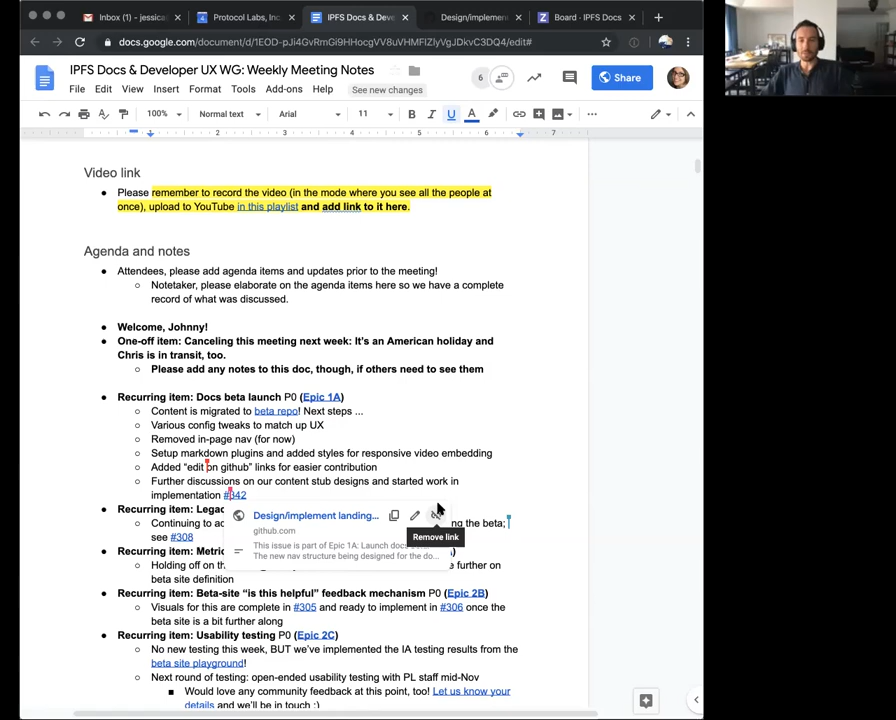 Inbox (1) - jessica
Protocol Labs, Inc.
IPFS Docs & Deve
Design/implement
Board · IPFS Docs
docs.google.com/document/d/1EOD-pJi4GvRmGi9HHocgVV8uVHMFIZlyVgJDkvC3DQ4/edit#
IPFS Docs & Developer UX WG: Weekly Meeting Notes
File Edit View Insert Format Tools Add-ons Help See new changes
6
Share
100% Normal text Arial 11 B I U A
1 2 3 4 5 6 7
Video link
Please remember to record the video (in the mode where you see all the people at
once), upload to YouTube in this playlist and add link to it here.
Agenda and notes
Attendees, please add agenda items and updates prior to the meeting!
Notetaker, please elaborate on the agenda items here so we have a complete
record of what was discussed.
Welcome, Johnny!
One-off item: Canceling this meeting next week: It's an American holiday and
Chris is in transit, too.
Please add any notes to this doc, though, if others need to see them
Recurring item: Docs beta launch P0 (Epic 1A)
Content is migrated to beta repo! Next steps ...
Various config tweaks to match up UX
Removed in-page nav (for now)
Setup markdown plugins and added styles for responsive video embedding
Added “edit on github” links for easier contribution
Further discussions on our content stub designs and started work in
implementation #342
Recurring item: Legac
Continuing to ac
ng the beta;
see #308
Design/implement landing...
github.com
Remove link
This issue is part of Epic 1A: Launch docs
The new nav structure being designed for the do...
Recurring item: Metric
Holding off on th
e further on
beta site definition
Recurring item: Beta-site “is this helpful” feedback mechanism P0 (Epic 2B)
Visuals for this are complete in #305 and ready to implement in #306 once the
beta site is a bit further along
Recurring item: Usability testing P0 (Epic 2C)
No new testing this week, BUT we've implemented the IA testing results from the
beta site playground!
Next round of testing: open-ended usability testing with PL staff mid-Nov
Would love any community feedback at this point, too! Let us know your
details and we'll be in touch :)